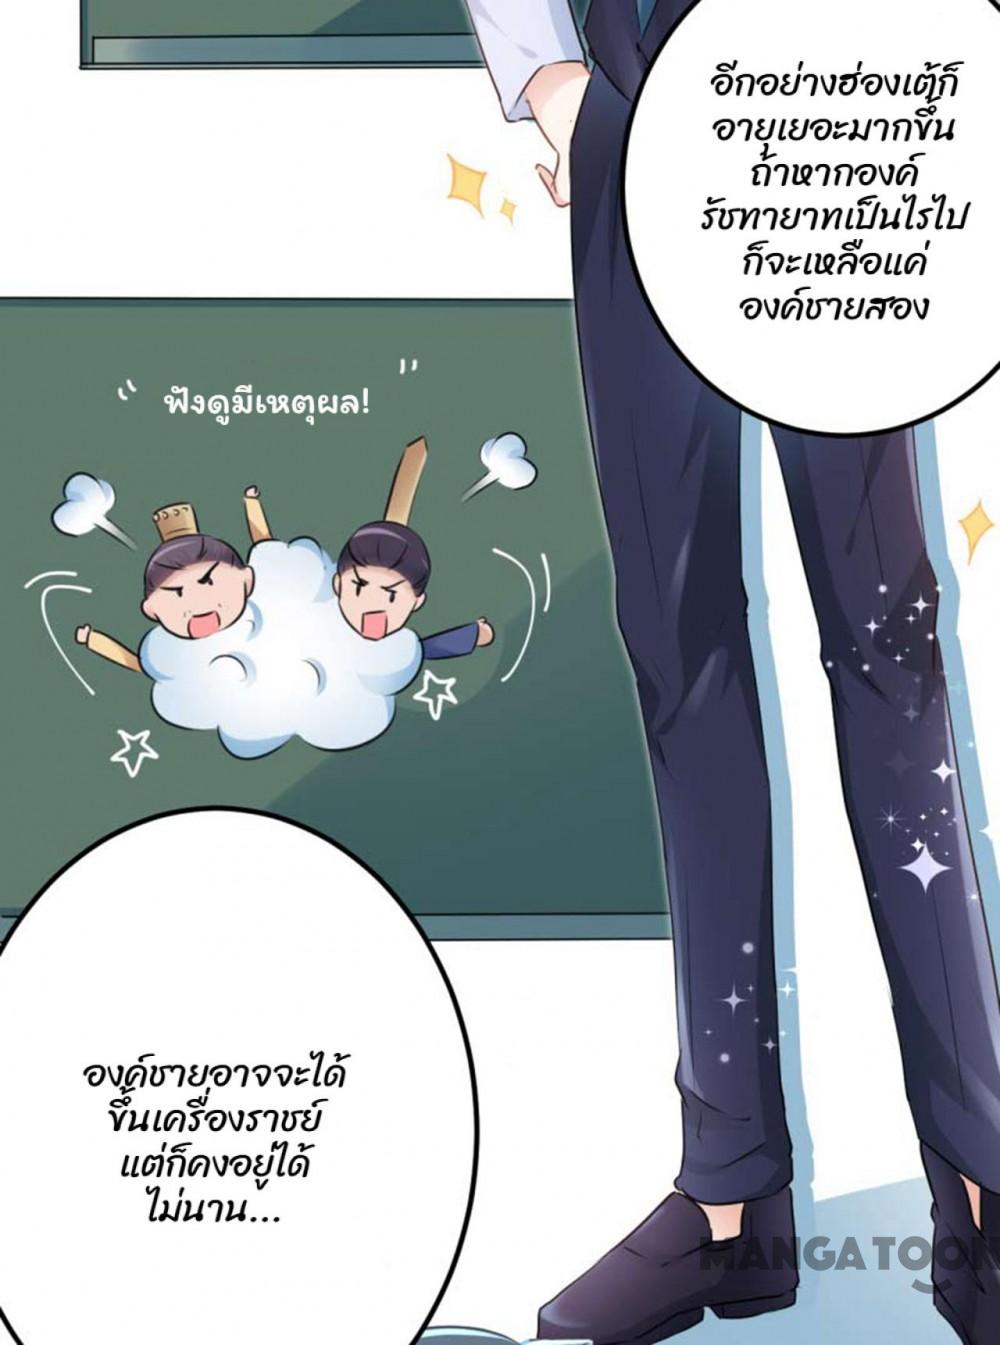 อีกอย่างฮ่องเต้ก็
อายุเยอะมากขึ้น
ถ้าหากองค์
รัชทายาทเป็นไรไป
ก็จะเหลือแค่
องค์ชายสอง
ฟังดูมีเหตุผล!
องค์ชายอาจจะได้
ขึ้นเครื่องราชย์
แต่ก็คงอยู่ได้
ไม่นาน...
MANGATOON